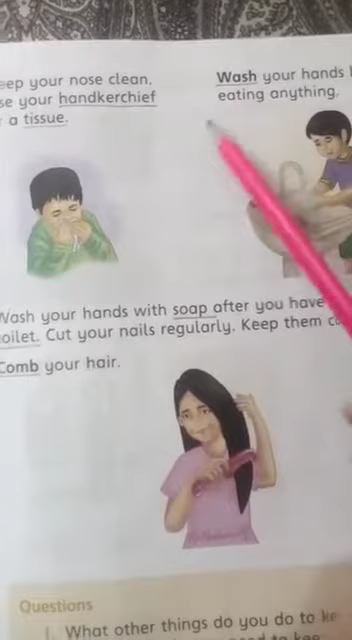 eep your nose clean.
se your handkerchief
a tissue.
Wash your hands
eating anything.
Wash your hands with soap after you have
oilet. Cut your nails regularly. Keep them
Comb your hair.
Questions
1. What other things do you do to ke